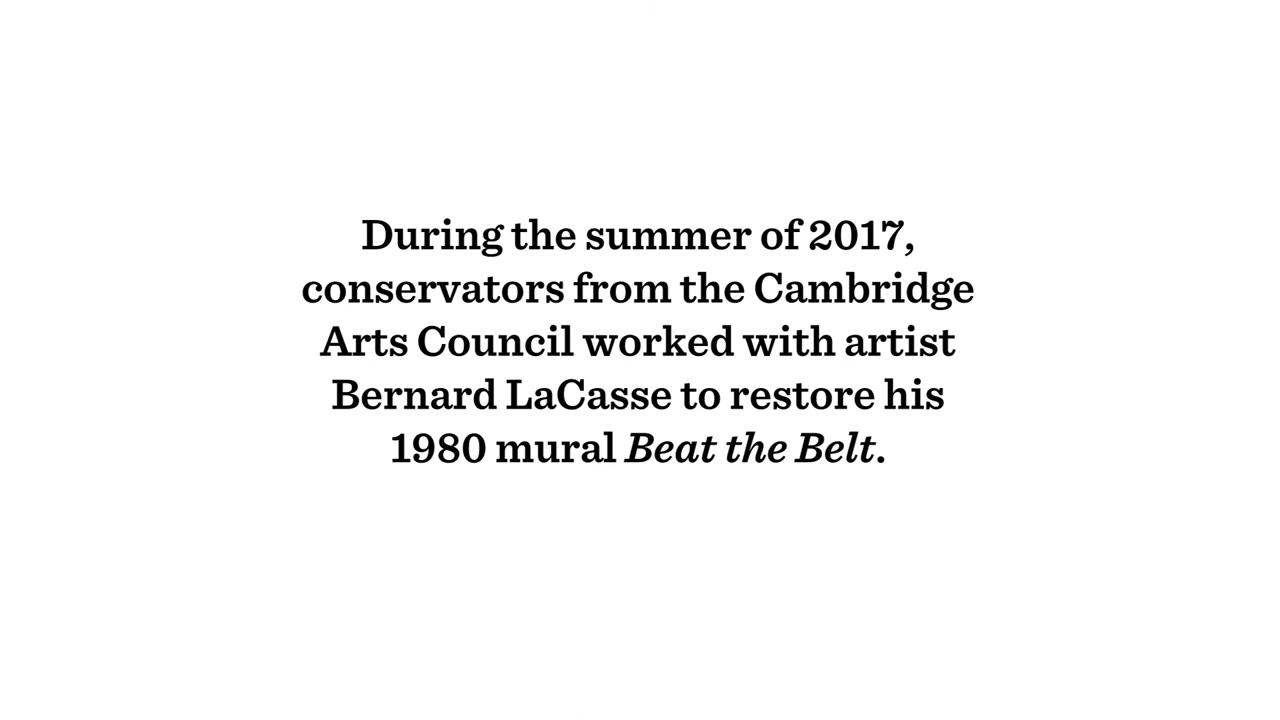 During the summer of 2017,
conservators from the Cambridge
Arts Council worked with artist
Bernard LaCasse to restore his
1980 mural Beat the Belt.